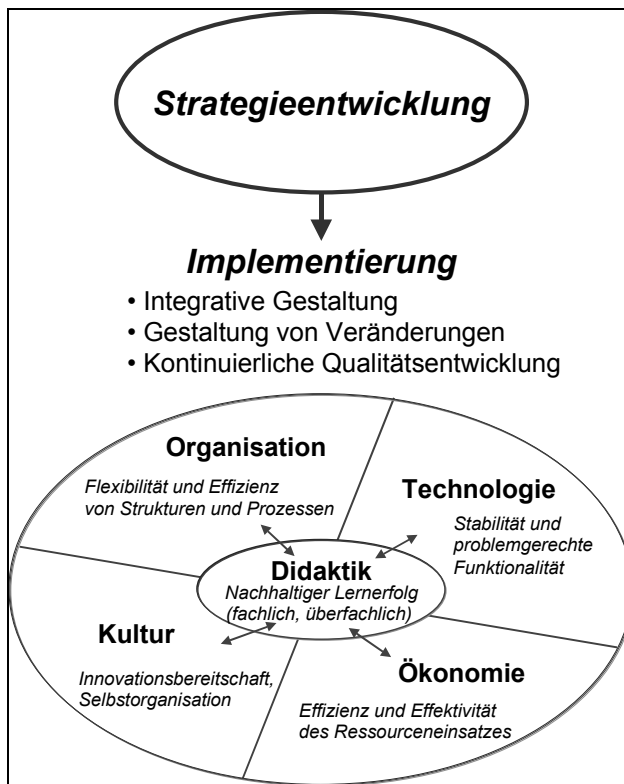 Strategieentwicklung
Implementierung
• Integrative Gestaltung
• Gestaltung von Veränderungen
• Kontinuierliche Qualitätsentwicklung
Organisation
Flexibilität und Effizienz
von Strukturen und Prozessen
Technologie
Stabilität und
problemgerechte
Funktionalität
Didaktik
Nachhaltiger Lernerfolg
(fachlich, überfachlich)
Kultur
Innovationsbereitschaft,
Selbstorganisation
Ökonomie
Effizienz und Effektivität
des Ressourceneinsatzes